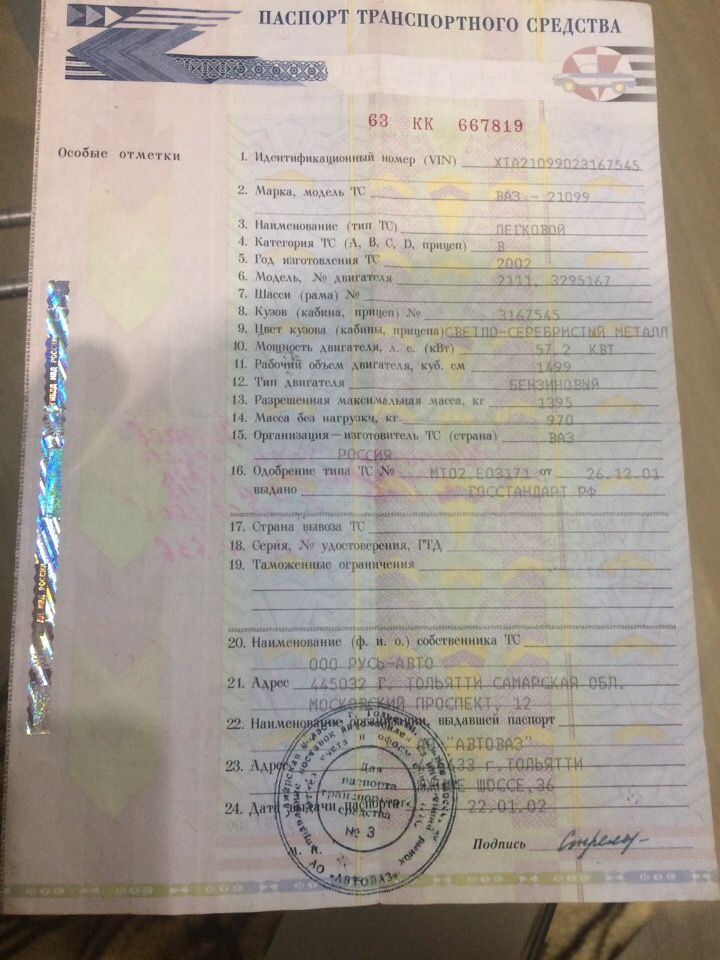 ПАСПОРТ ТРАНСПОРТНОГО СРЕДСТВА
63 КК 667819
Особые отметки
1. Идентификационный номер (VIN) XTA21099023167545
2. Марка, модель ТС ВАЗ - 21099
3. Наименование (тип ТС) ЛЕГКОВОЙ
4. Категория ТС (A, B, C, D, прицеп) B
5. Год изготовления ТС 2002
6. Модель, № двигателя 2111, 3295167
7. Шасси (рама) №
8. Кузов (кабина, прицеп) № 3167545
9. Цвет кузова (кабины, прицепа) СВЕТЛО-СЕРЕБРИСТЫЙ МЕТАЛЛ
10. Мощность двигателя, л. с. (кВт) 57.2 КВТ
11. Рабочий объем двигателя, куб. см 1499
12. Тип двигателя БЕНЗИНОВЫЙ
13. Разрешенная максимальная масса, кг 1395
14. Масса без нагрузки, кг 970
15. Организация—изготовитель ТС (страна) ВАЗ
РОССИЯ
16. Одобрение типа ТС № МТ02.Е03171 от 26.12.01
выдано ГОССТАНДАРТ РФ
17. Страна вывоза ТС
18. Серия, № удостоверения, ГТД
19. Таможенные ограничения
20. Наименование (ф. и. о.) собственника ТС
ООО РУСЬ-АВТО
21. Адрес 445032 Г. ТОЛЬЯТТИ САМАРСКАЯ ОБЛ.
МОСКОВСКИЙ ПРОСПЕКТ, 12
22. Наименование организации, выдавшей паспорт
"АВТОВАЗ"
23. Адрес 633 г.ТОЛЬЯТТИ
ШОССЕ,36
24. Дата выдачи паспорта 22.01.02
Для
паспорта
транспортного
средства
№ 3
АО «АВТОВАЗ»
М. П.
Подпись